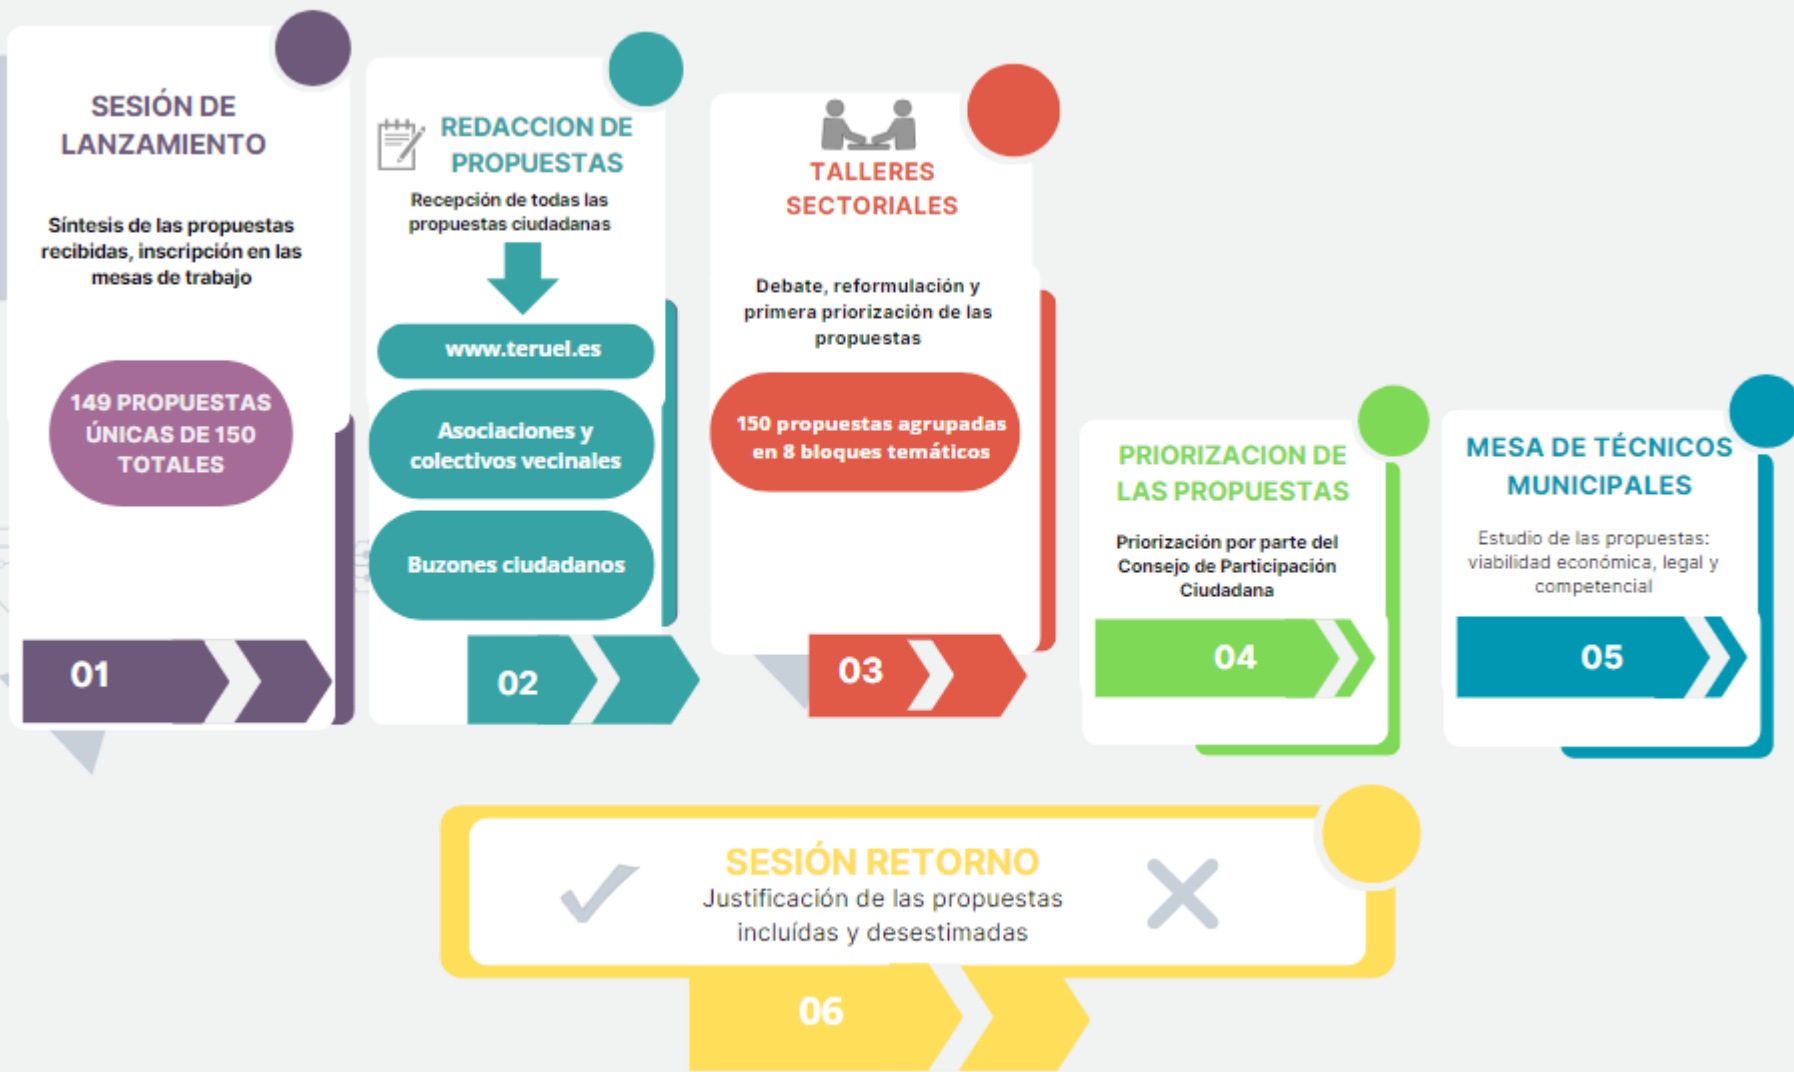 SESIÓN DE
LANZAMIENTO
Síntesis de las propuestas
recibidas, inscripción en las
mesas de trabajo
149 PROPUESTAS
ÚNICAS DE 150
TOTALES
01
REDACCION DE
PROPUESTAS
Recepción de todas las
propuestas ciudadanas
www.teruel.es
Asociaciones y
colectivos vecinales
Buzones ciudadanos
02
TALLERES
SECTORIALES
Debate, reformulación y
primera priorización de las
propuestas
150 propuestas agrupadas
en 8 bloques temáticos
03
PRIORIZACION DE
LAS PROPUESTAS
Priorización por parte del
Consejo de Participación
Ciudadana
04
MESA DE TÉCNICOS
MUNICIPALES
Estudio de las propuestas:
viabilidad económica, legal y
competencial
05
SESIÓN RETORNO
Justificación de las propuestas
incluídas y desestimadas
06